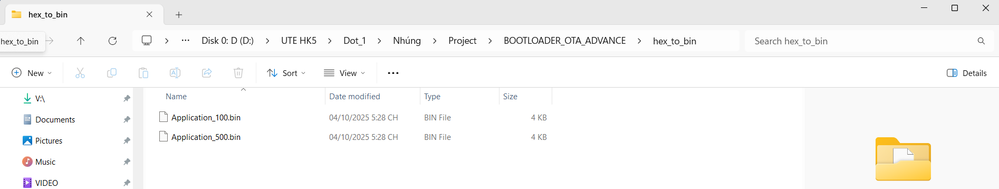 hex_to_bin
hex_to_bin
··· Disk 0: D (D:) > UTE HK5 > Dot_1 > Nhúng > Project > BOOTLOADER_OTA_ADVANCE > hex_to_bin
Search hex_to_bin
New
Sort
View
Details
V:\
Documents
Pictures
Music
VIDEO
Name Date modified Type Size
Application_100.bin 04/10/2025 5:28 CH BIN File 4 KB
Application_500.bin 04/10/2025 5:28 CH BIN File 4 KB